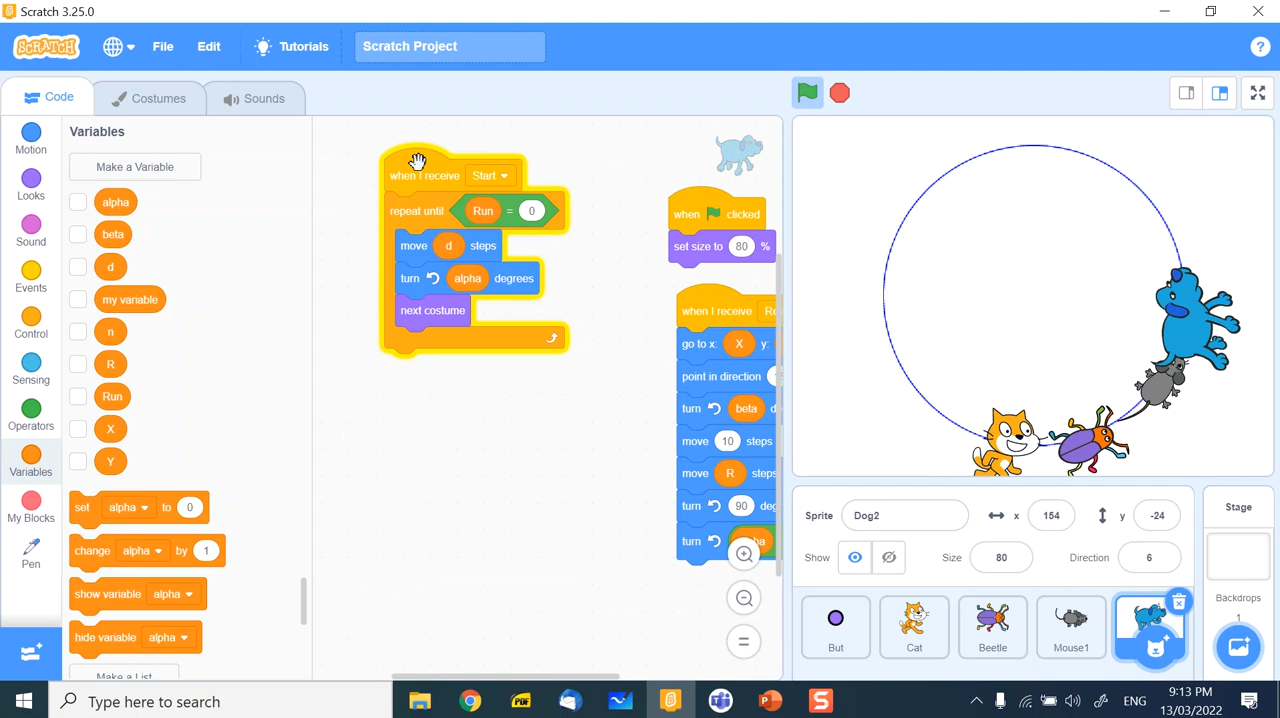 Scratch 3.25.0
SCRATCH File Edit Tutorials Scratch Project ?
Code Costumes Sounds
Motion
Looks
Sound
Events
Control
Sensing
Operators
Variables
My Blocks
Pen
Variables
Make a Variable
alpha
beta
d
my variable
n
R
Run
X
Y
set alpha to 0
change alpha by 1
show variable alpha
hide variable alpha
Make a List
when I receive Start
repeat until Run = 0
move d steps
turn alpha degrees
next costume
when clicked
set size to 80 %
when I receive
go to x: X y:
point in direction
turn beta
move 10 steps
move R steps
turn 90
turn
Sprite Dog2 x 154 y -24
Show Size 80 Direction 6
But
Cat
Beetle
Mouse1
Stage
Backdrops
1
Type here to search
PDF
ENG
9:13 PM
13/03/2022